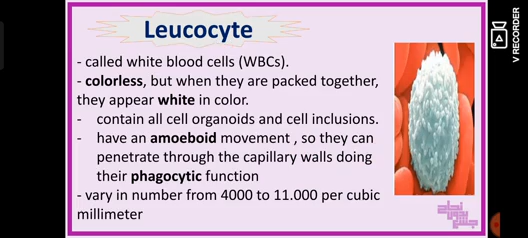 Leucocyte
- called white blood cells (WBCs).
- colorless, but when they are packed together,
they appear white in color.
- contain all cell organoids and cell inclusions.
- have an amoeboid movement , so they can
penetrate through the capillary walls doing
their phagocytic function
- vary in number from 4000 to 11.000 per cubic
millimeter
V RECORDER